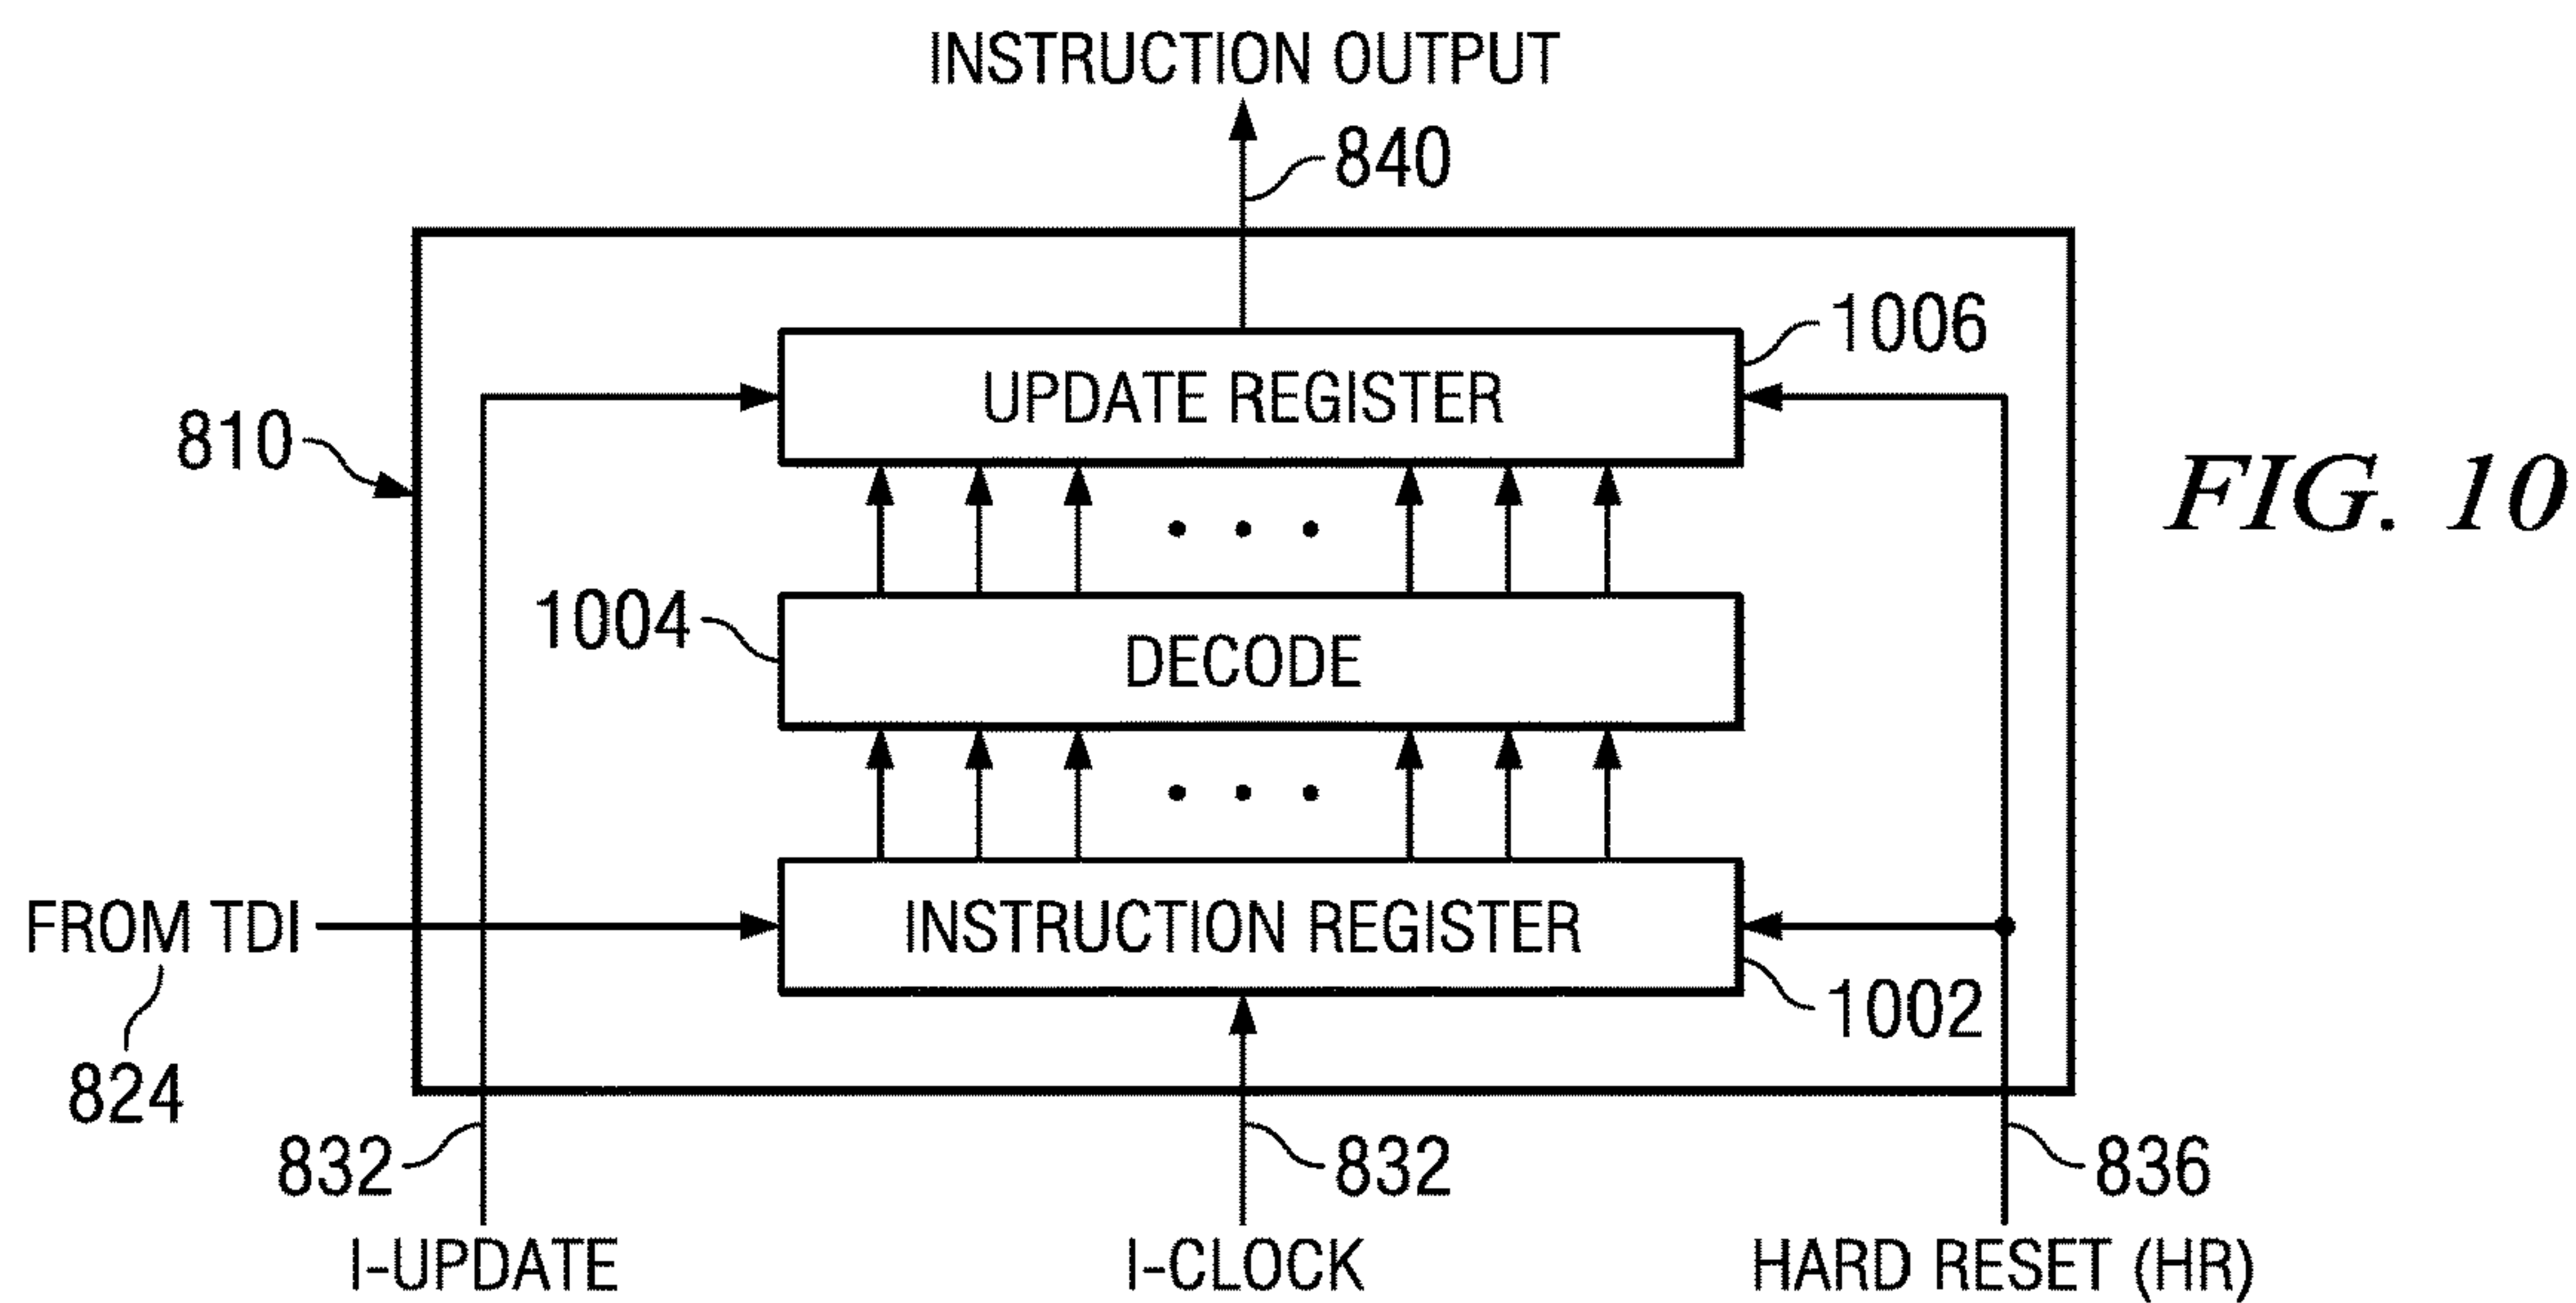 INSTRUCTION OUTPUT
840
1006
UPDATE REGISTER
810
FIG. 10
1004
DECODE
FROM TDI
INSTRUCTION REGISTER
1002
824
832
832
836
I-UPDATE
I-CLOCK
HARD RESET (HR)